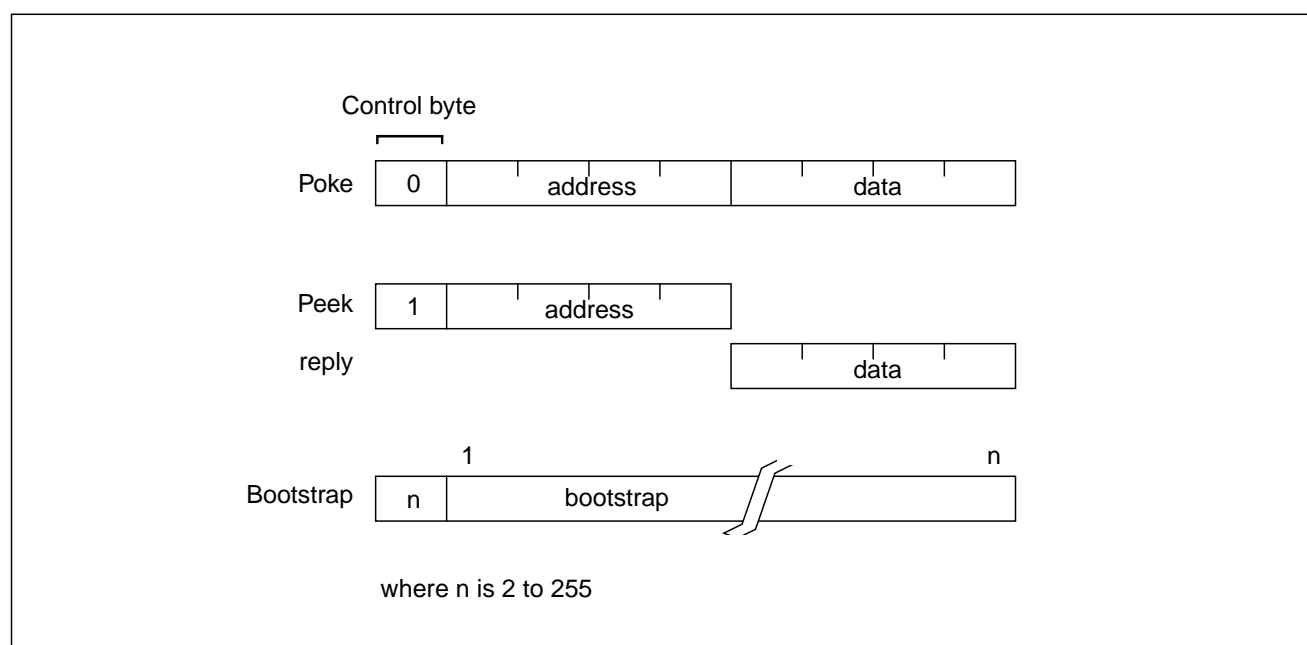 Control byte
Poke 0 address data
Peek 1 address
reply data
1 n
Bootstrap n bootstrap
where n is 2 to 255